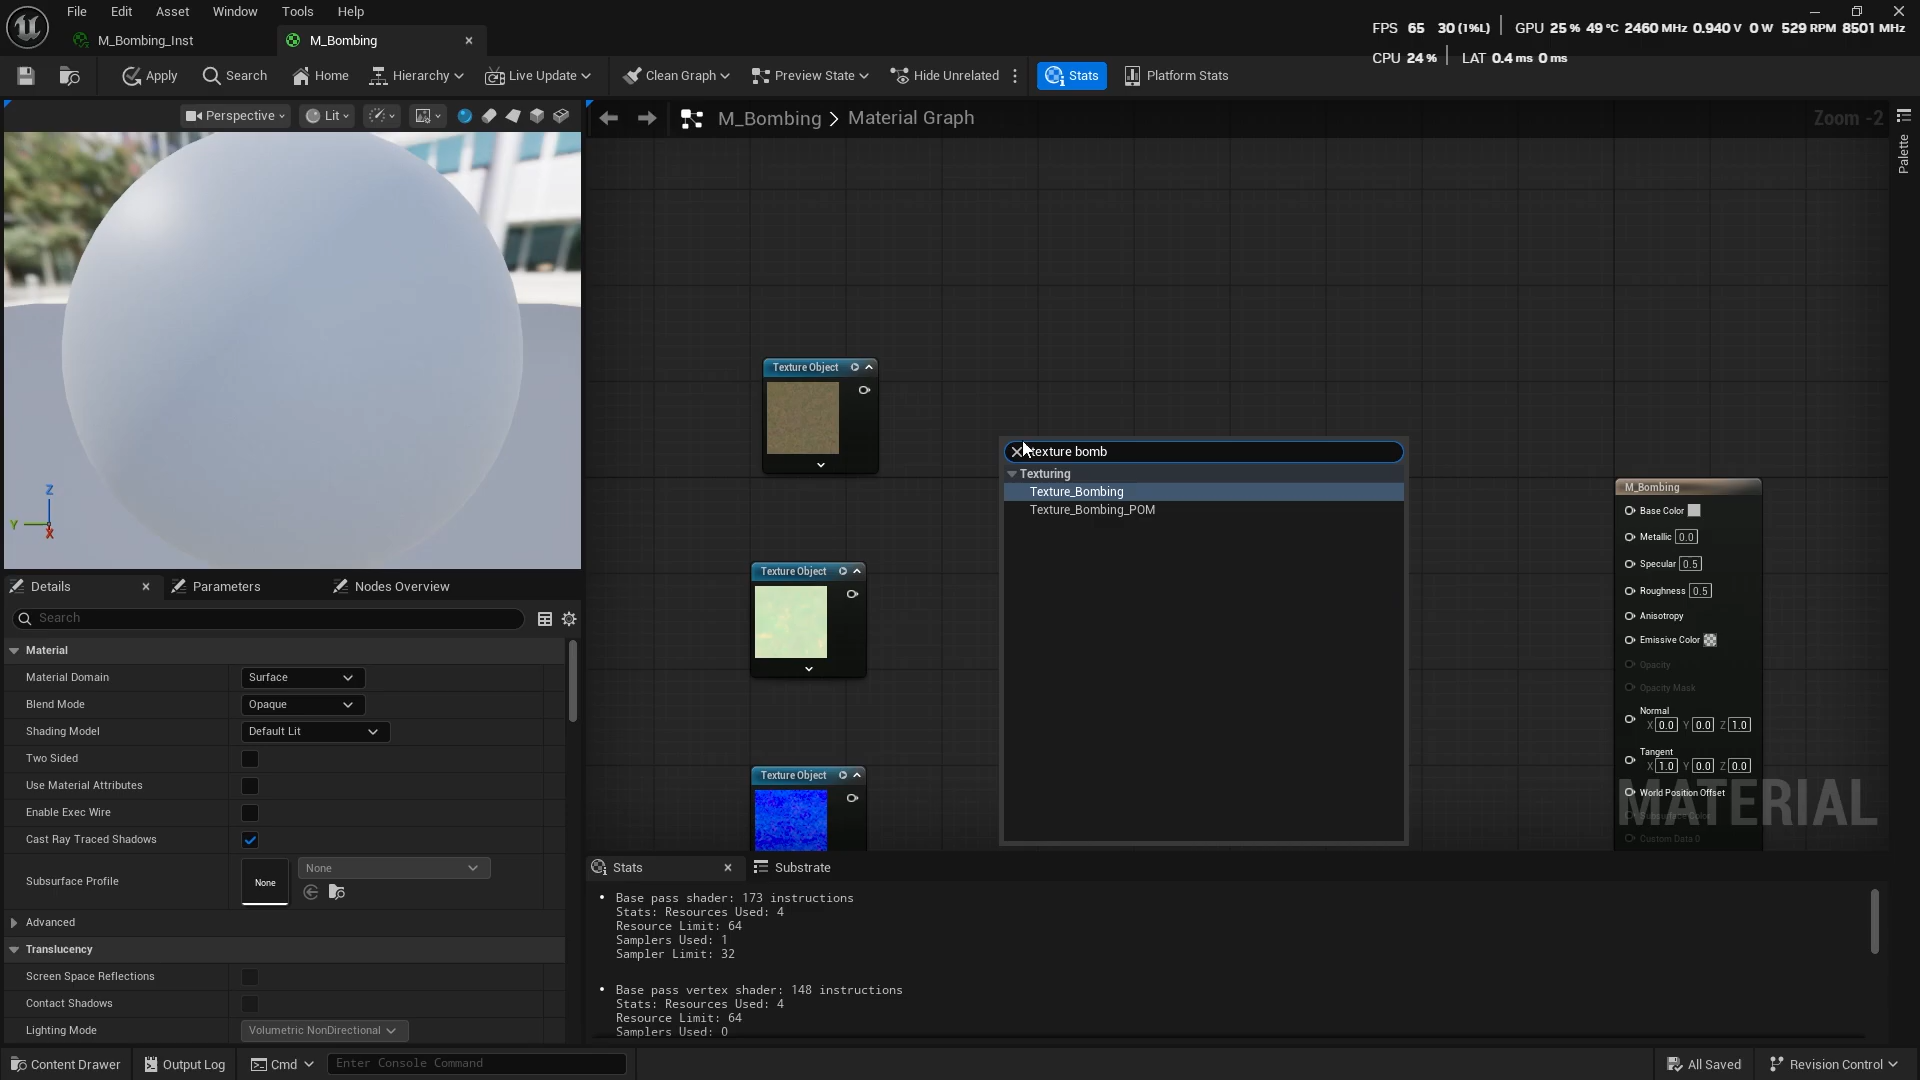 File Edit Asset Window Tools Help
FPS 65 30 (1%L) GPU 25 % 49 °C 2460 MHz 0.940 V 0 W 529 RPM 8501 MHz
CPU 24 % LAT 0.4 ms 0 ms
M_Bombing_Inst
M_Bombing
Apply Search Home Hierarchy Live Update Clean Graph Preview State Hide Unrelated Stats Platform Stats
Perspective Lit
M_Bombing > Material Graph
Zoom -2
Palette
Texture Object
texture bomb
Texturing
Texture_Bombing
Texture_Bombing_POM
Texture Object
Texture Object
M_Bombing
Base Color
Metallic 0.0
Specular 0.5
Roughness 0.5
Anisotropy
Emissive Color
Opacity
Opacity Mask
Normal
X 0.0 Y 0.0 Z 1.0
Tangent
X 1.0 Y 0.0 Z 0.0
World Position Offset
Subsurface Color
Custom Data 0
MATERIAL
Z
Y
X
Details Parameters Nodes Overview
Search
Material
Material Domain Surface
Blend Mode Opaque
Shading Model Default Lit
Two Sided
Use Material Attributes
Enable Exec Wire
Cast Ray Traced Shadows
Subsurface Profile None None
Advanced
Translucency
Screen Space Reflections
Contact Shadows
Lighting Mode Volumetric NonDirectional
Stats Substrate
• Base pass shader: 173 instructions
Stats: Resources Used: 4
Resource Limit: 64
Samplers Used: 1
Sampler Limit: 32
• Base pass vertex shader: 148 instructions
Stats: Resources Used: 4
Resource Limit: 64
Samplers Used: 0
Content Drawer Output Log Cmd Enter Console Command All Saved Revision Control